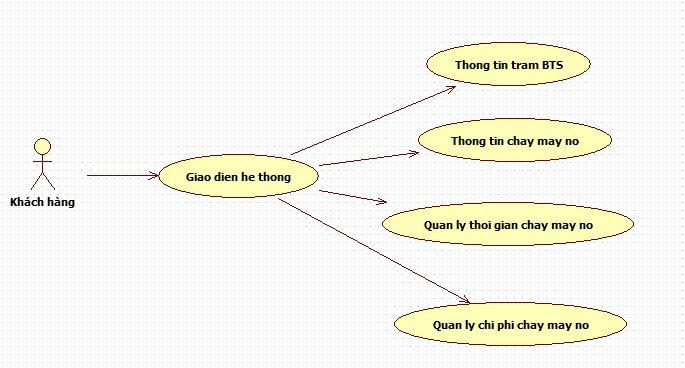 Thong tin tram BTS
Thong tin chay may no
Giao dien he thong
Khách hàng
Quan ly thoi gian chay may no
Quan ly chi phi chay may no